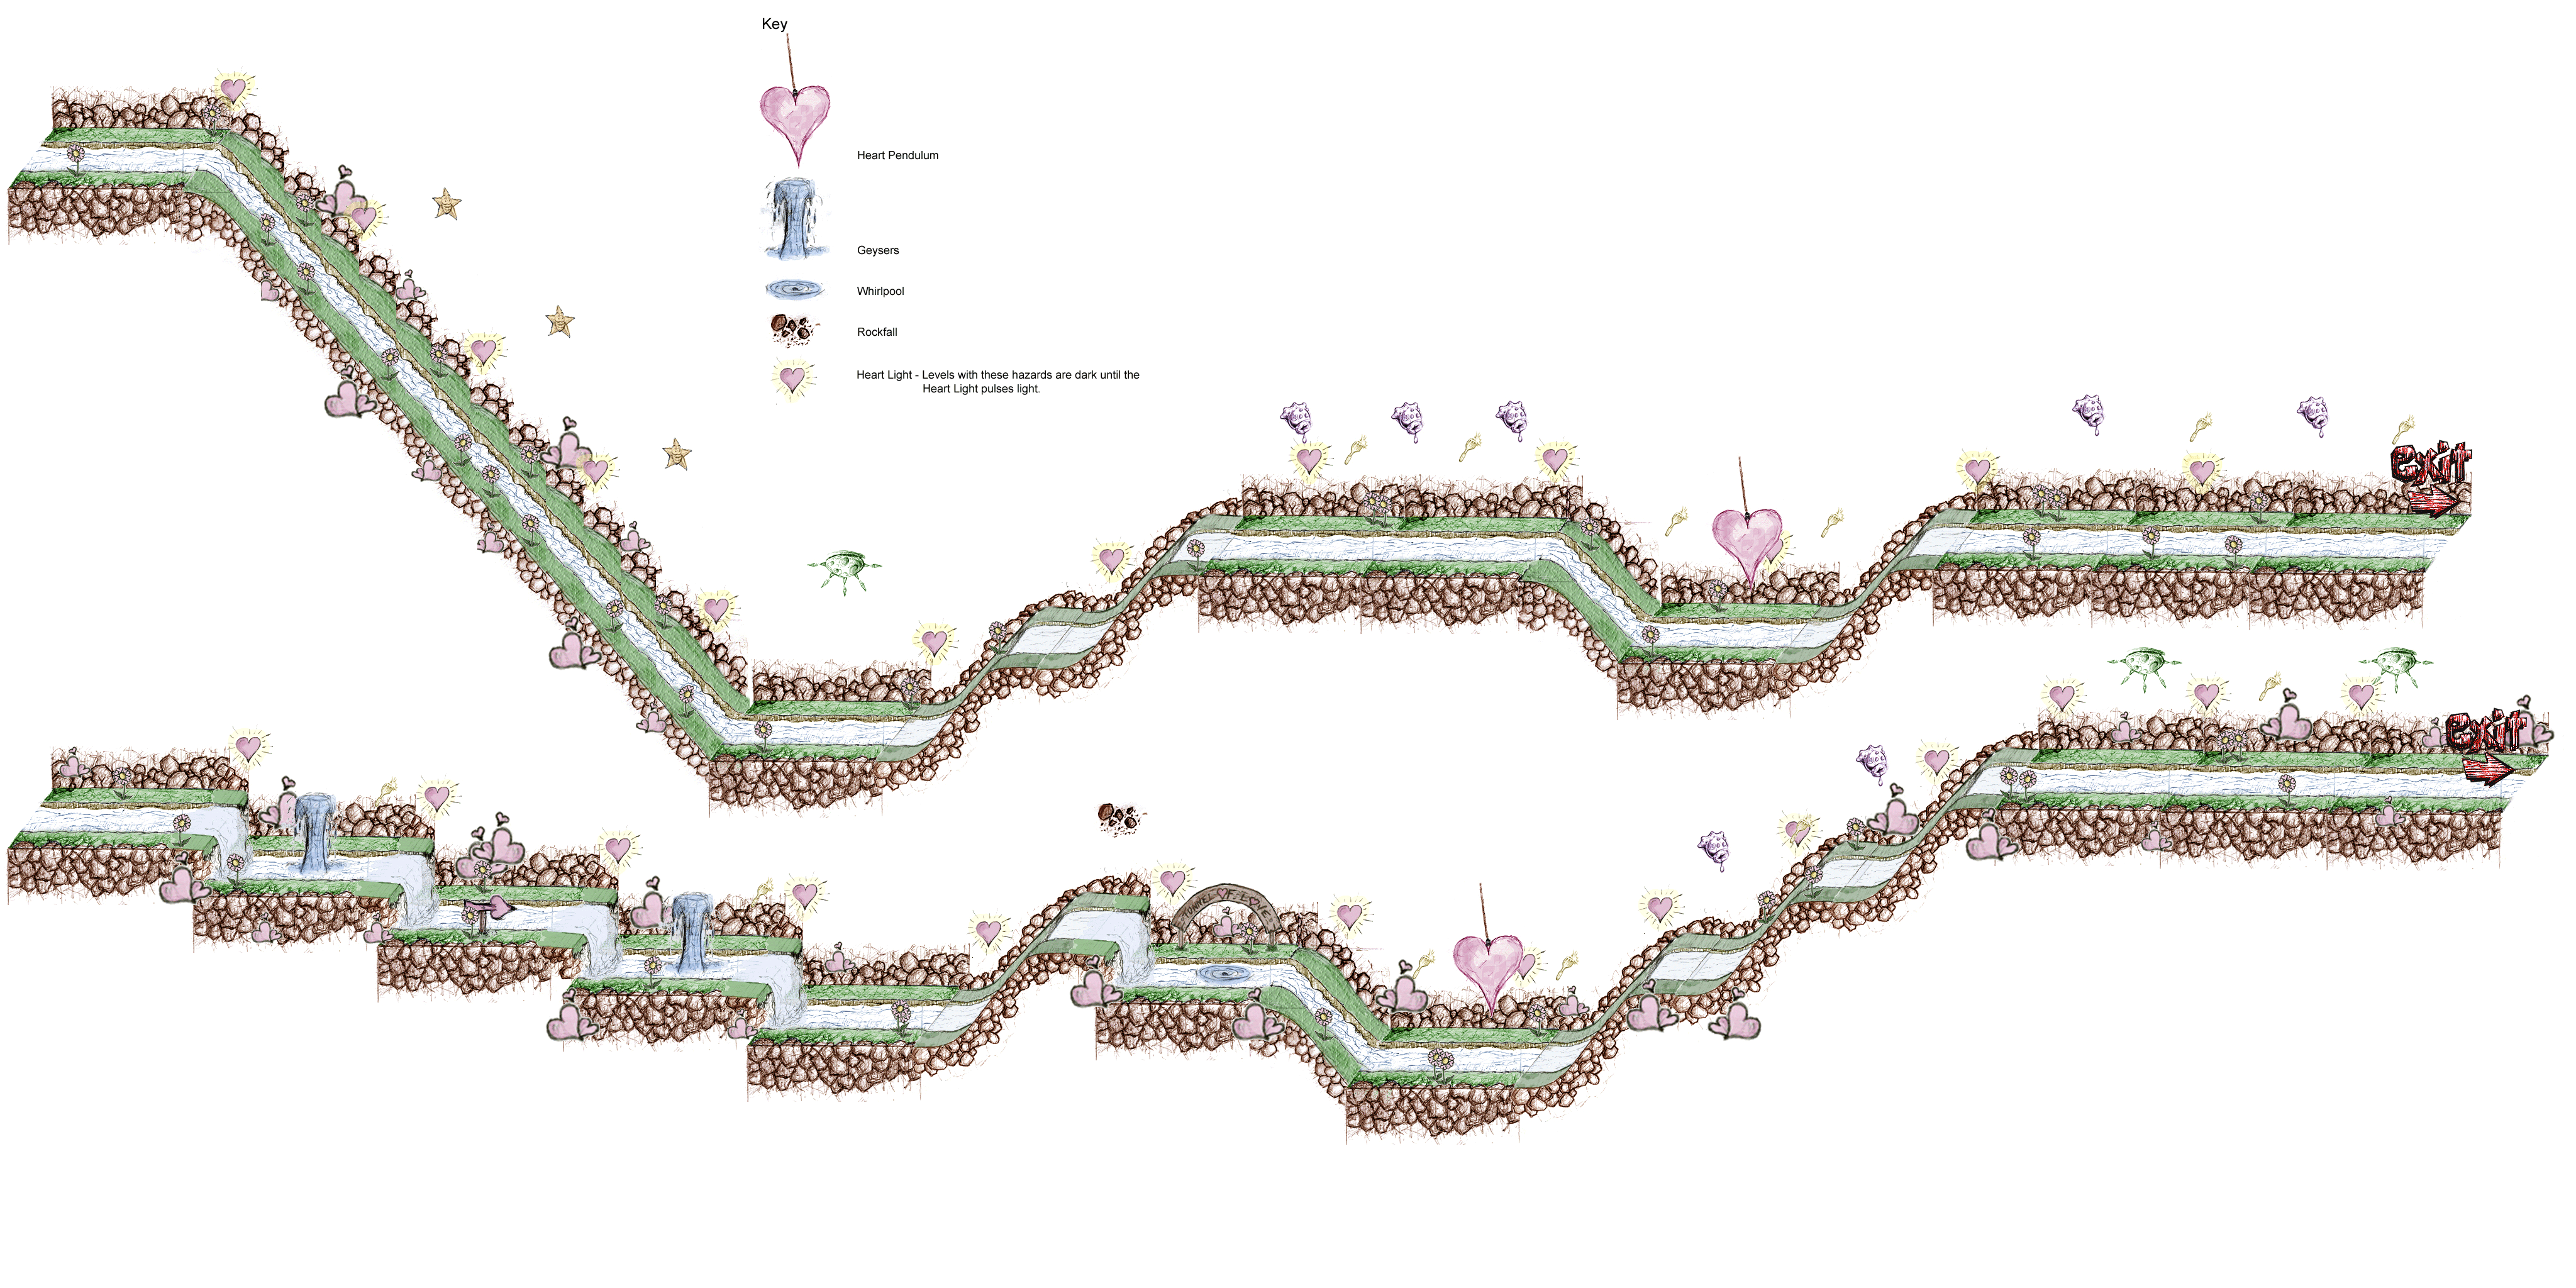 Key
Heart Pendulum
Geysers
Whirlpool
Rockfall
Heart Light - Levels with these hazards are dark until the
Heart Light pulses light.
exit
exit